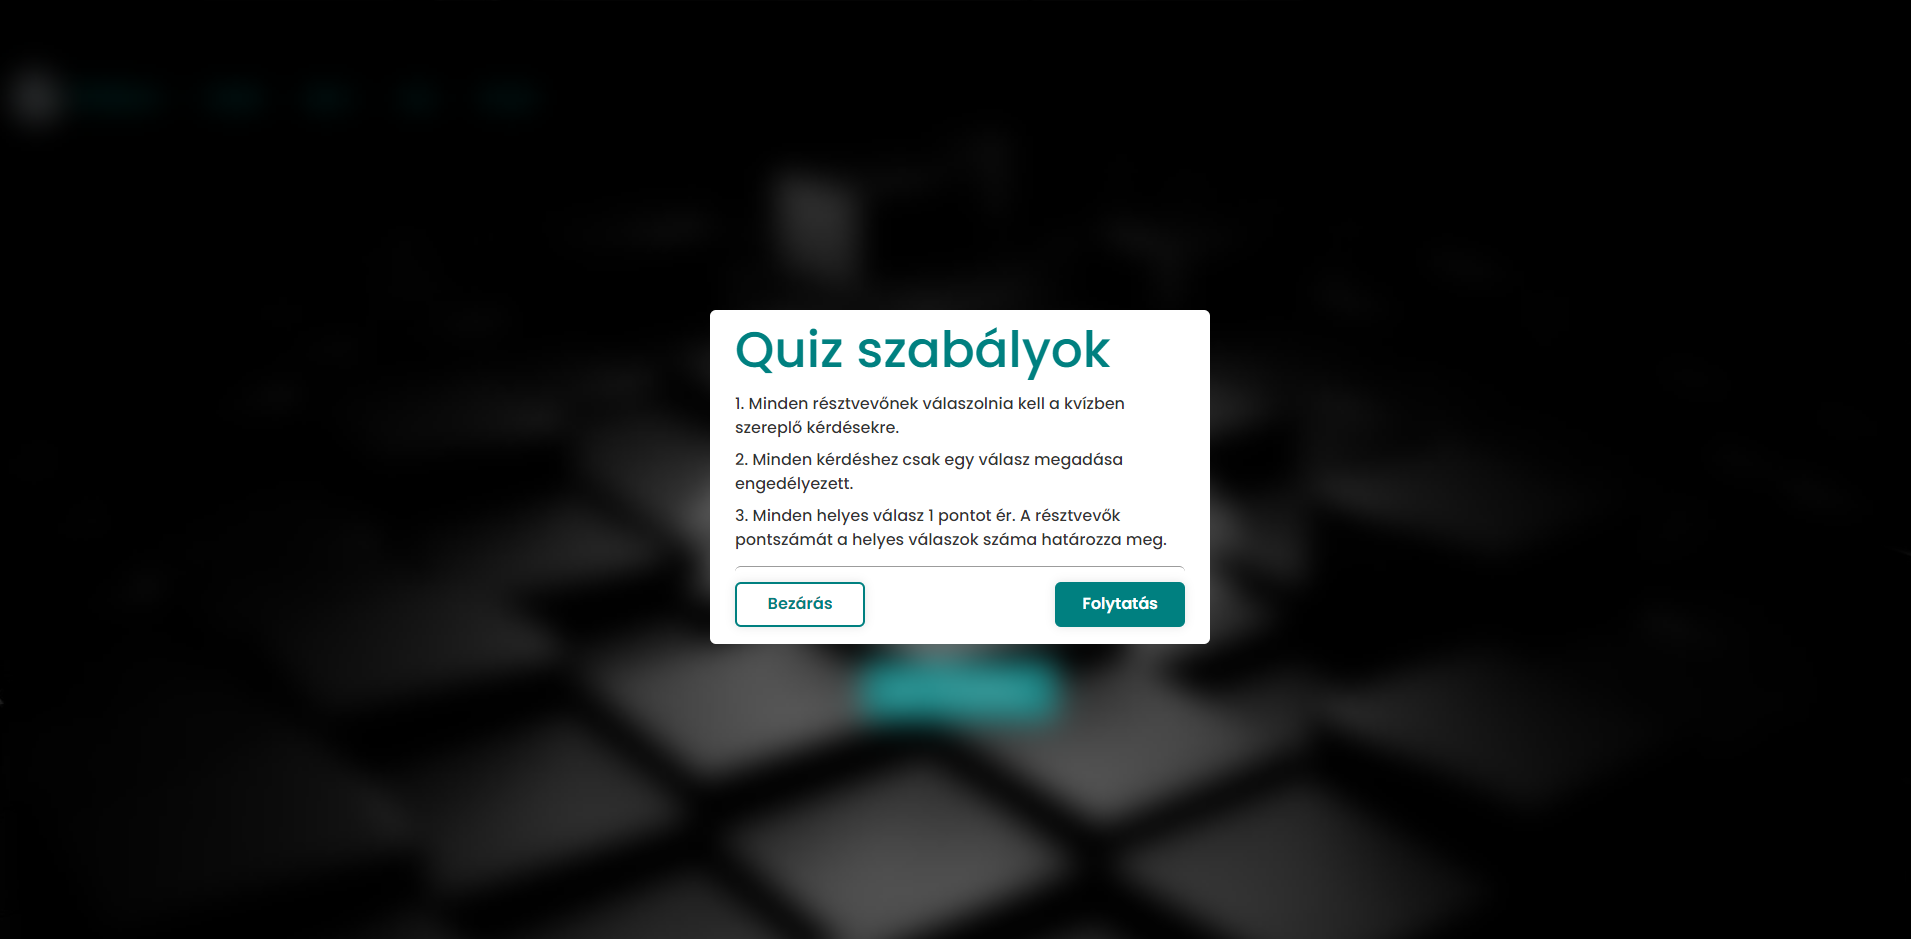 Quiz szabályok
1. Minden résztvevőnek válaszolnia kell a kvízben
szereplő kérdésekre.
2. Minden kérdéshez csak egy válasz megadása
engedélyezett.
3. Minden helyes válasz 1 pontot ér. A résztvevők
pontszámát a helyes válaszok száma határozza meg.
Bezárás
Folytatás